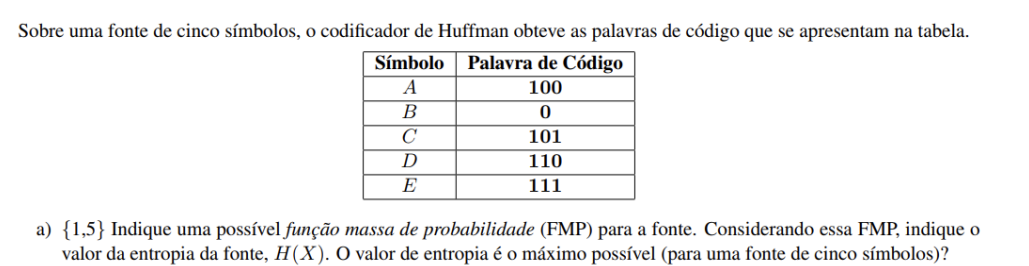 Sobre uma fonte de cinco símbolos, o codificador de Huffman obteve as palavras de código que se apresentam na tabela.
Símbolo Palavra de Código
A 100
B 0
C 101
D 110
E 111
a) {1,5} Indique uma possível função massa de probabilidade (FMP) para a fonte. Considerando essa FMP, indique o
valor da entropia da fonte, H(X). O valor de entropia é o máximo possível (para uma fonte de cinco símbolos)?